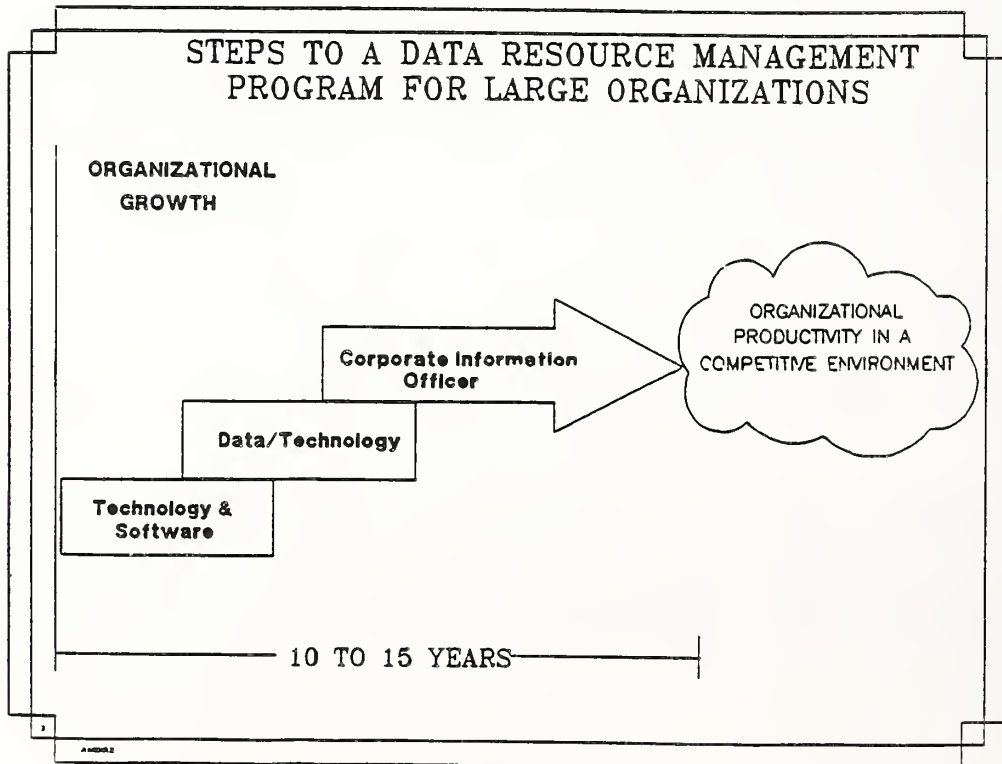 STEPS TO A DATA RESOURCE MANAGEMENT
PROGRAM FOR LARGE ORGANIZATIONS
ORGANIZATIONAL
GROWTH
ORGANIZATIONAL
PRODUCTIVITY IN A
COMPETITIVE ENVIRONMENT
Corporate Information
Officer
Data/Technology
Technology &
Software
10 TO 15 YEARS